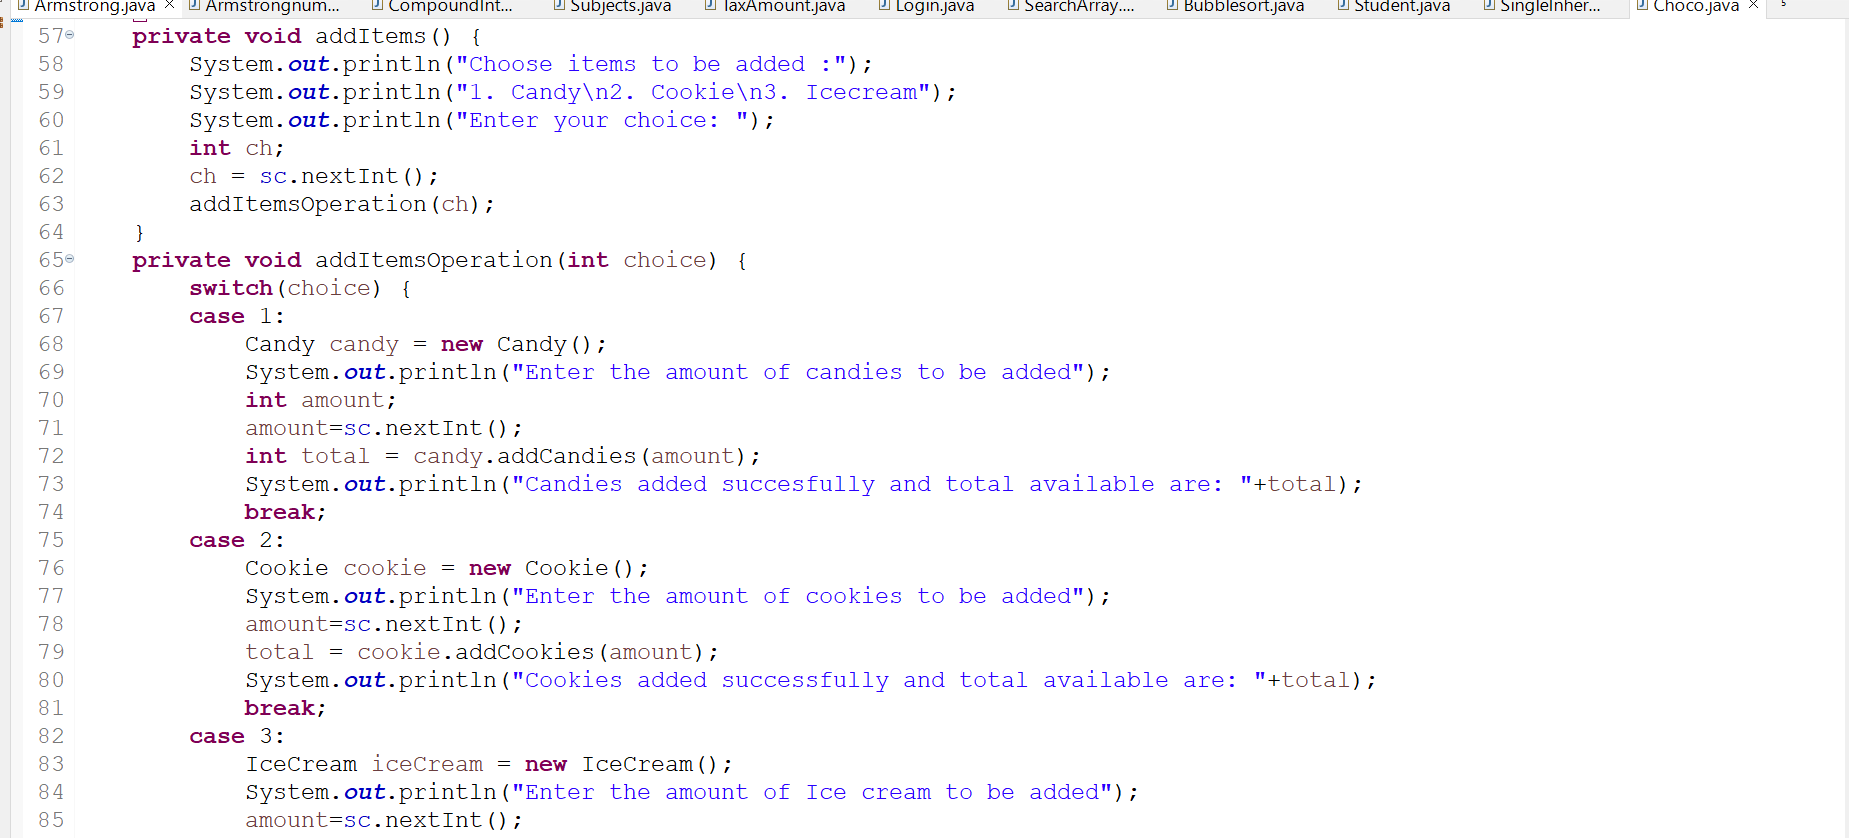 Armstrong.java Armstrongnum... CompoundInt... Subjects.java TaxAmount.java Login.java SearchArray.... Bubblesort.java Student.java SingleInher... Choco.java 5
57 private void addItems() {
58 System.out.println("Choose items to be added :");
59 System.out.println("1. Candy\n2. Cookie\n3. Icecream");
60 System.out.println("Enter your choice: ");
61 int ch;
62 ch = sc.nextInt();
63 addItemsOperation(ch);
64 }
65 private void addItemsOperation(int choice) {
66 switch(choice) {
67 case 1:
68 Candy candy = new Candy();
69 System.out.println("Enter the amount of candies to be added");
70 int amount;
71 amount=sc.nextInt();
72 int total = candy.addCandies(amount);
73 System.out.println("Candies added succesfully and total available are: "+total);
74 break;
75 case 2:
76 Cookie cookie = new Cookie();
77 System.out.println("Enter the amount of cookies to be added");
78 amount=sc.nextInt();
79 total = cookie.addCookies(amount);
80 System.out.println("Cookies added successfully and total available are: "+total);
81 break;
82 case 3:
83 IceCream iceCream = new IceCream();
84 System.out.println("Enter the amount of Ice cream to be added");
85 amount=sc.nextInt();